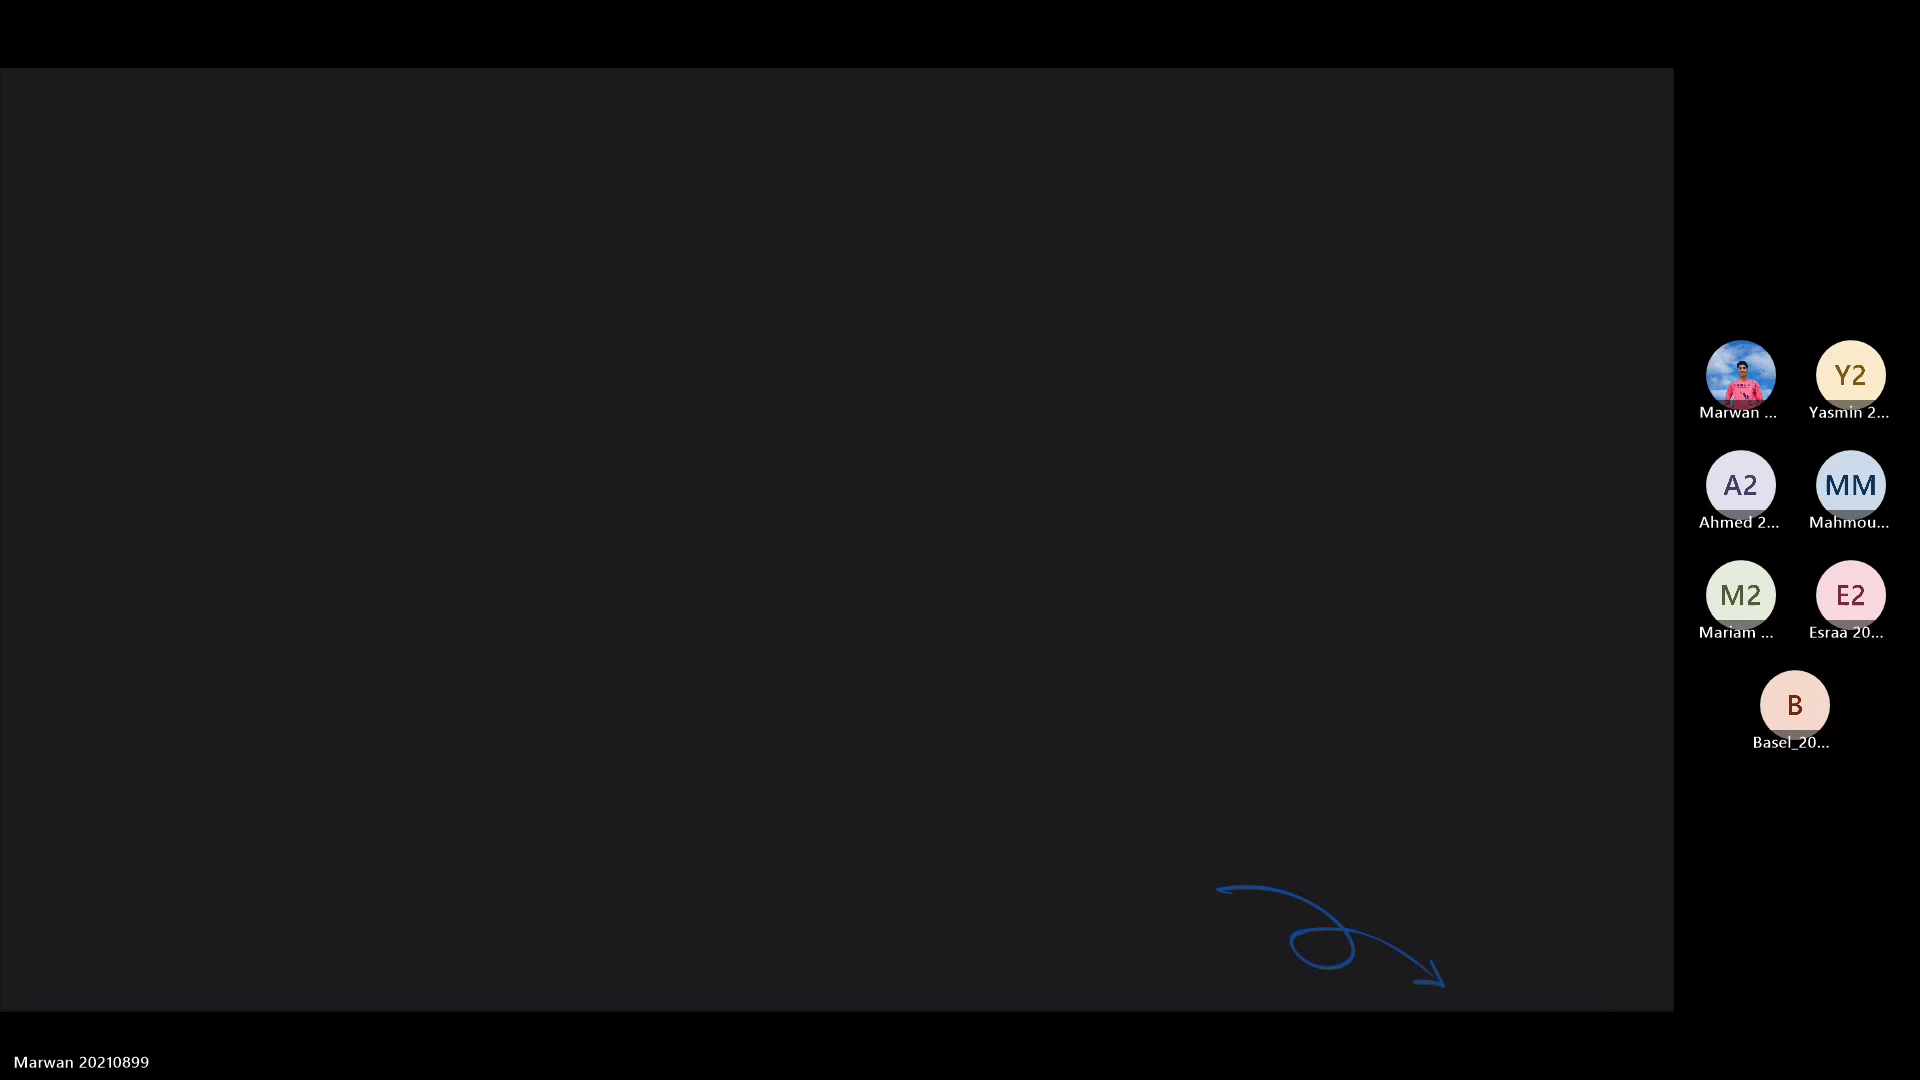 Marwan ...
Y2
Yasmin 2...
A2
Ahmed 2...
MM
Mahmou...
M2
Mariam ...
E2
Esraa 20...
B
Basel_20...
Marwan 20210899